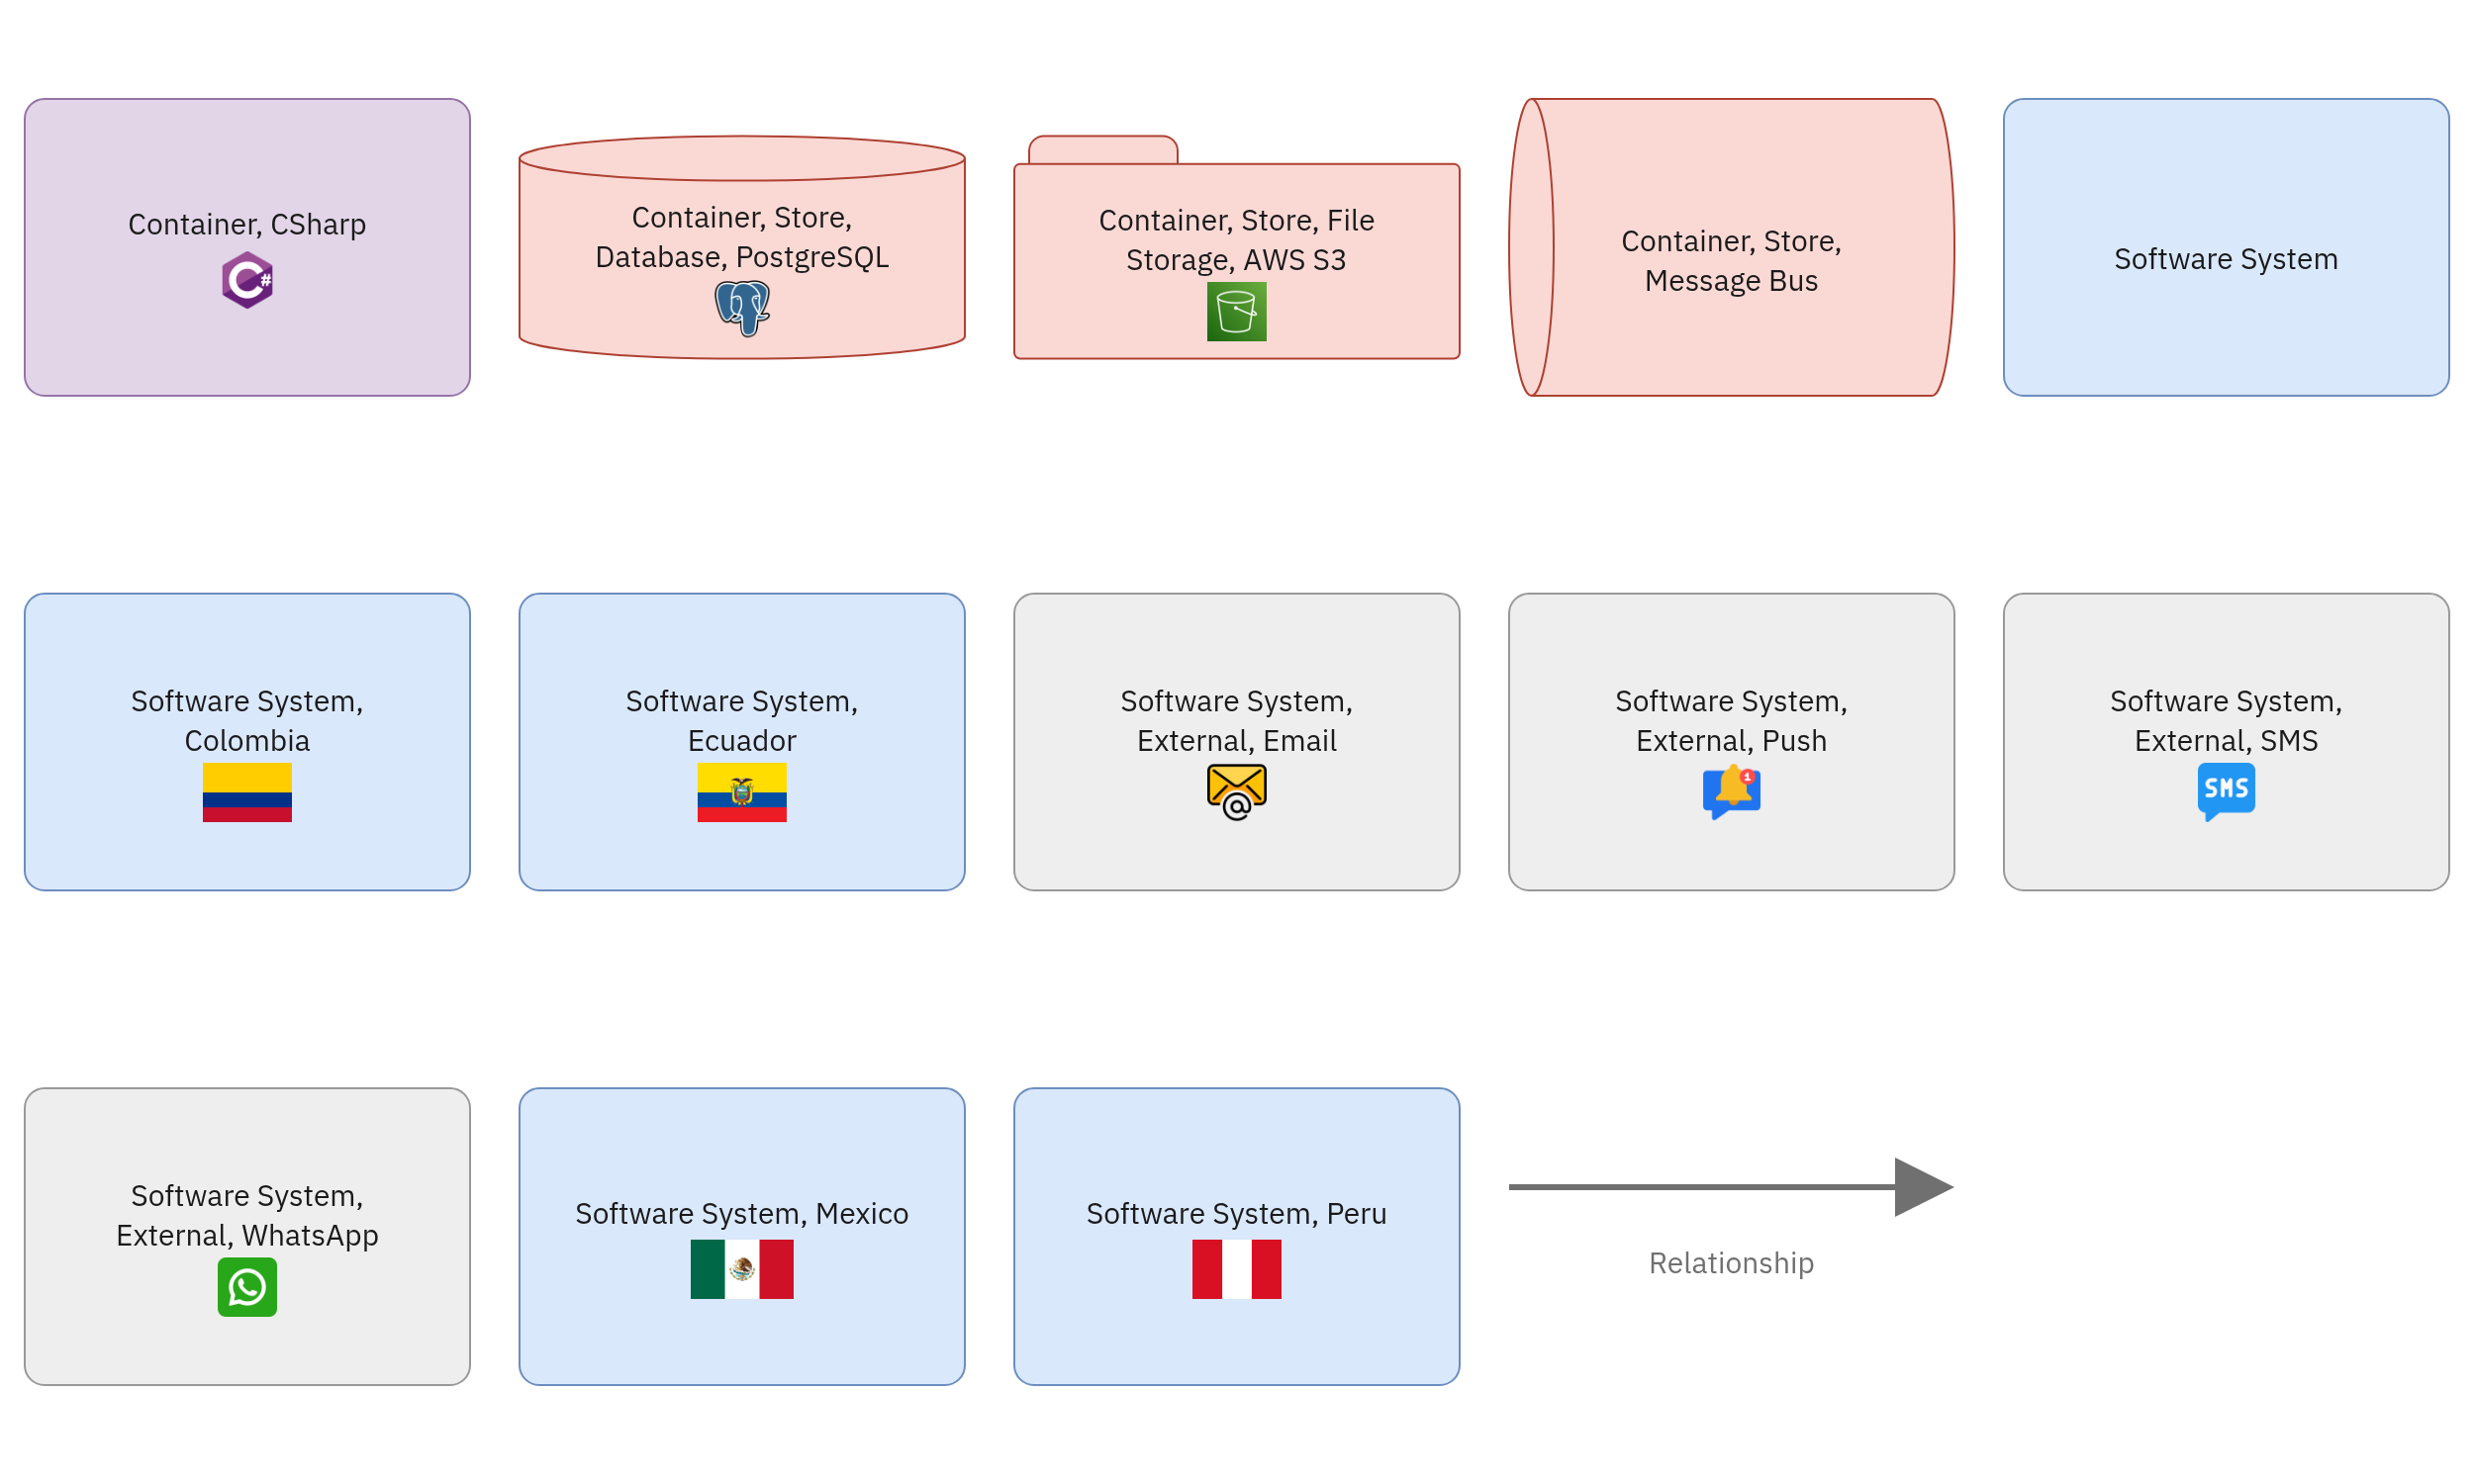 Container, CSharp
Container, Store,
Database, PostgreSQL
Container, Store, File
Storage, AWS S3
Container, Store,
Message Bus
Software System
Software System,
Colombia
Software System,
Ecuador
Software System,
External, Email
Software System,
External, Push
1
Software System,
External, SMS
SMS
Software System,
External, WhatsApp
Software System, Mexico
Software System, Peru
Relationship